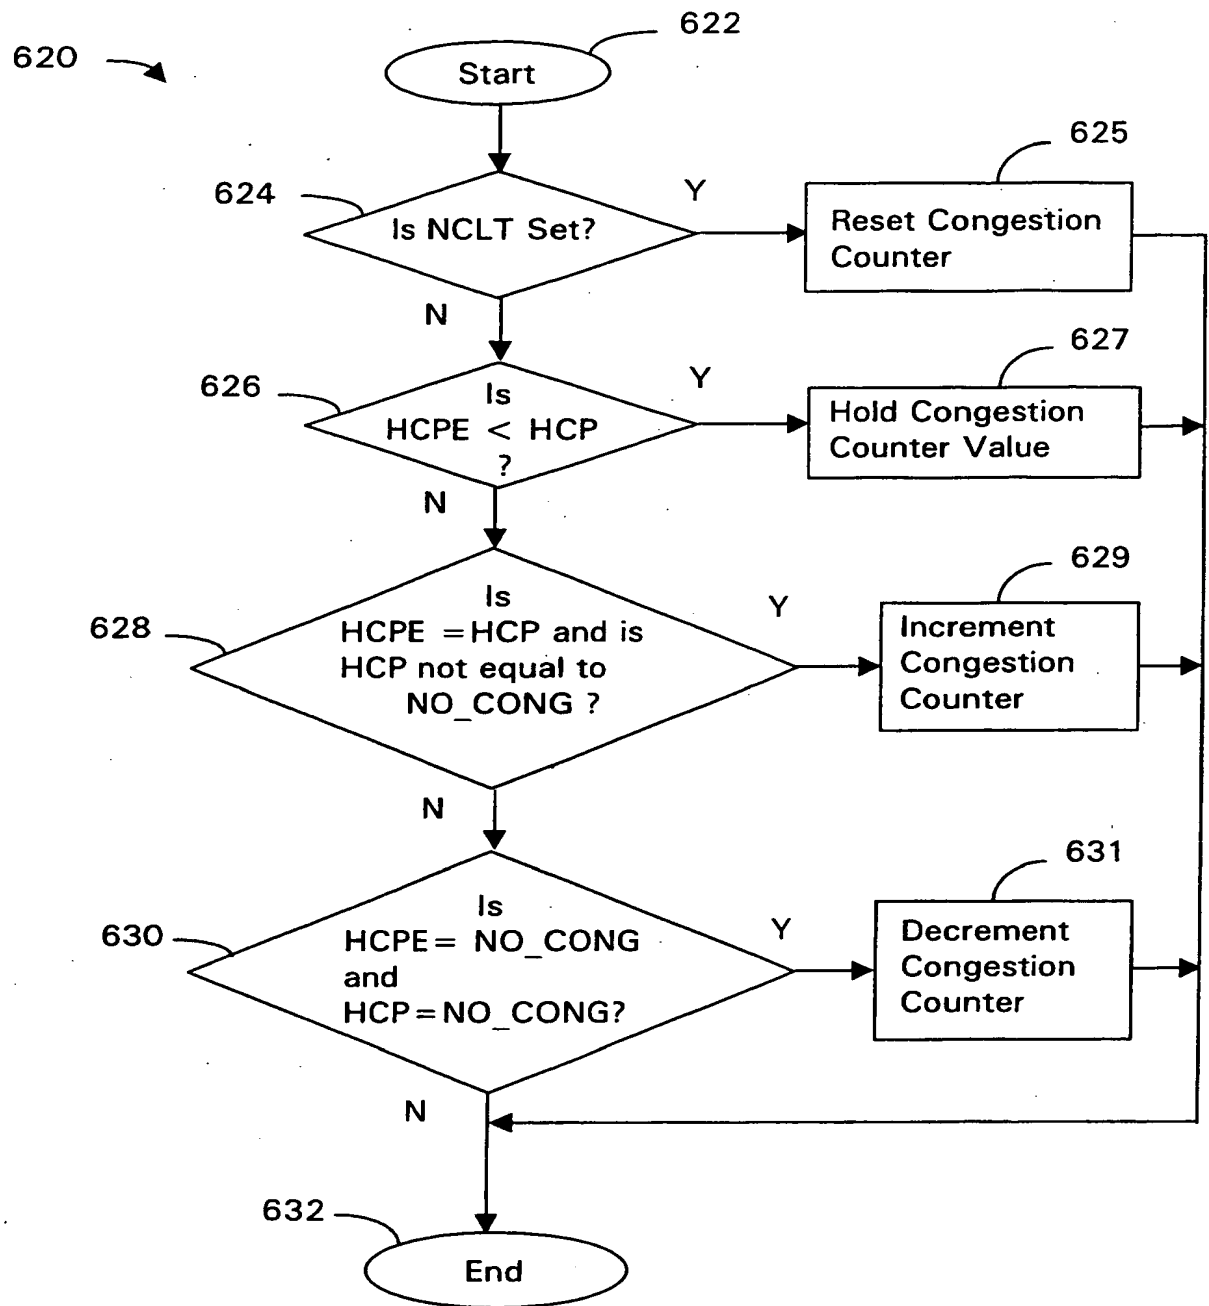 620
622
Start
624
Is NCLT Set?
Y
625
Reset Congestion
Counter
N
626
Is
HCPE < HCP
?
Y
627
Hold Congestion
Counter Value
N
628
Is
HCPE =HCP and is
HCP not equal to
NO_CONG ?
Y
629
Increment
Congestion
Counter
N
630
Is
HCPE= NO_CONG
and
HCP=NO_CONG?
Y
631
Decrement
Congestion
Counter
N
632
End